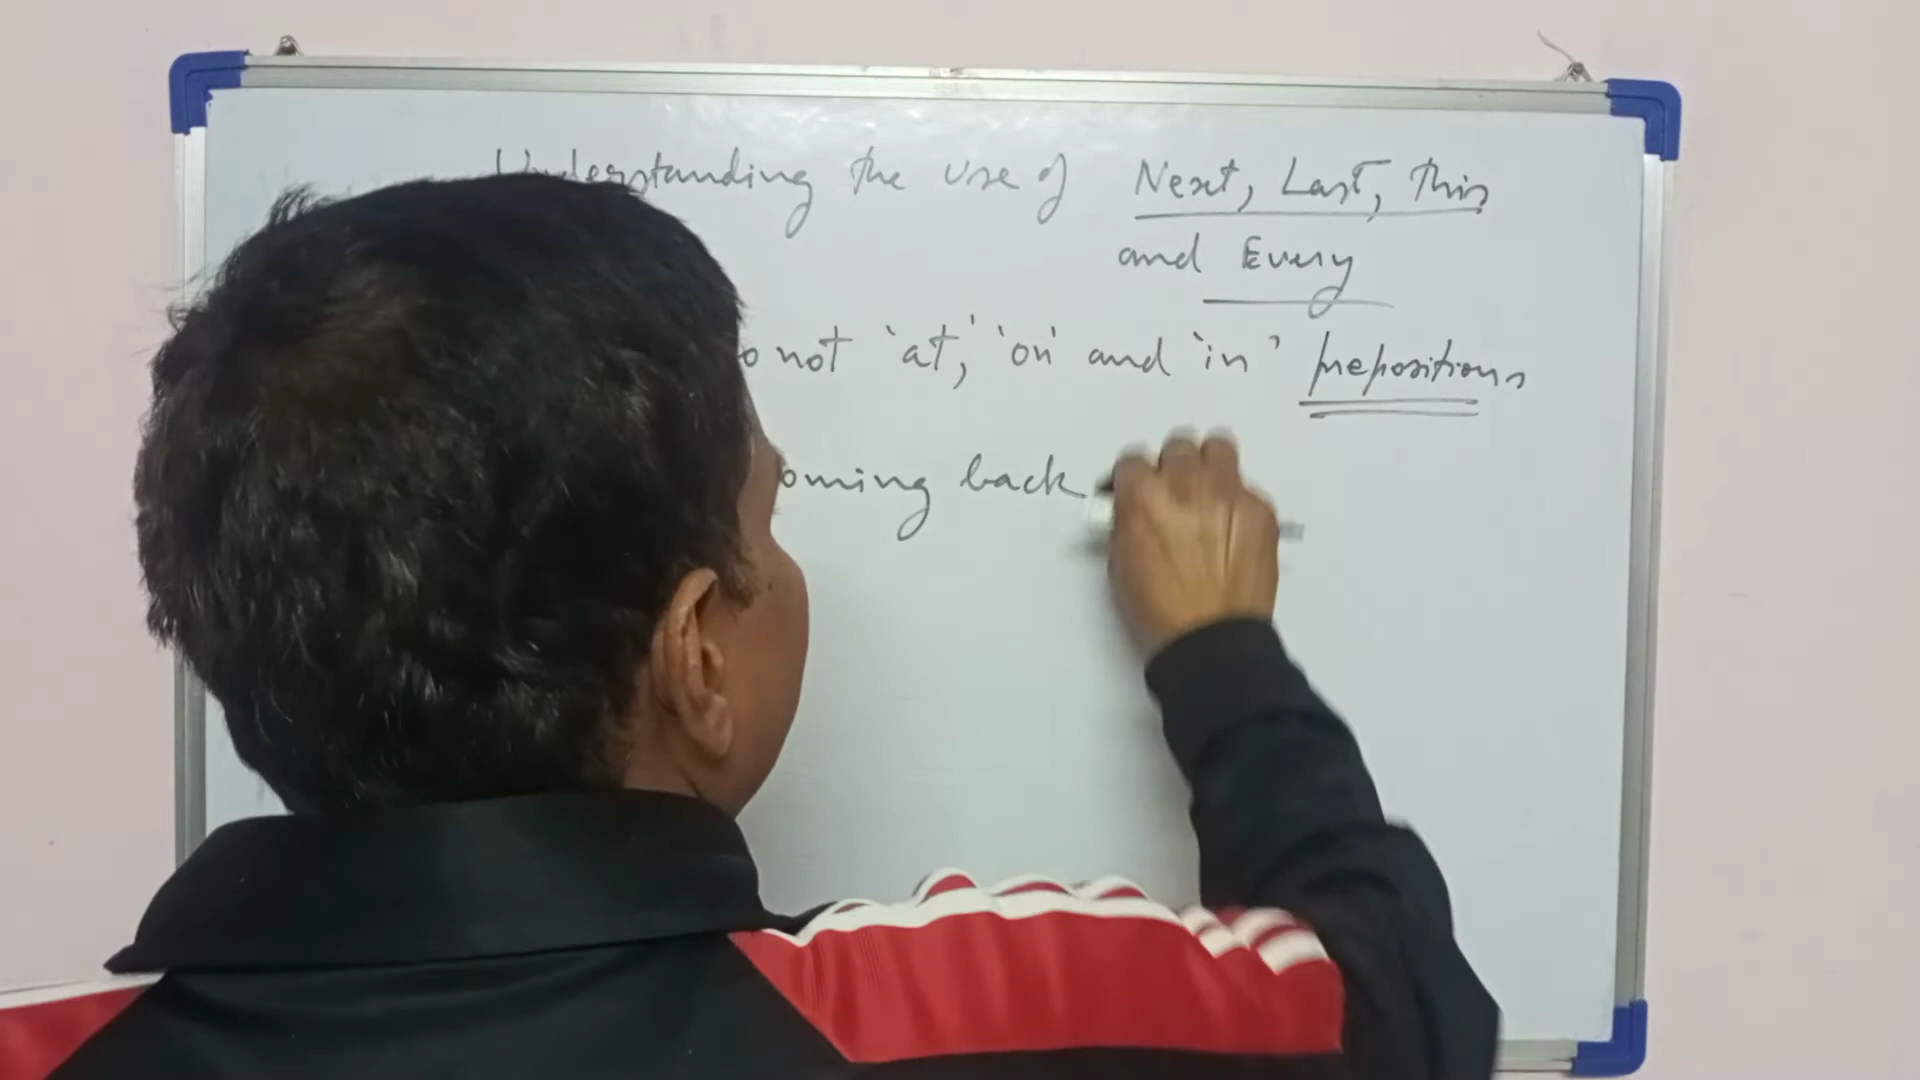 Understanding the use of Next, Last, This
and Every
o not 'at,' 'on' and 'in' prepositions
oming back